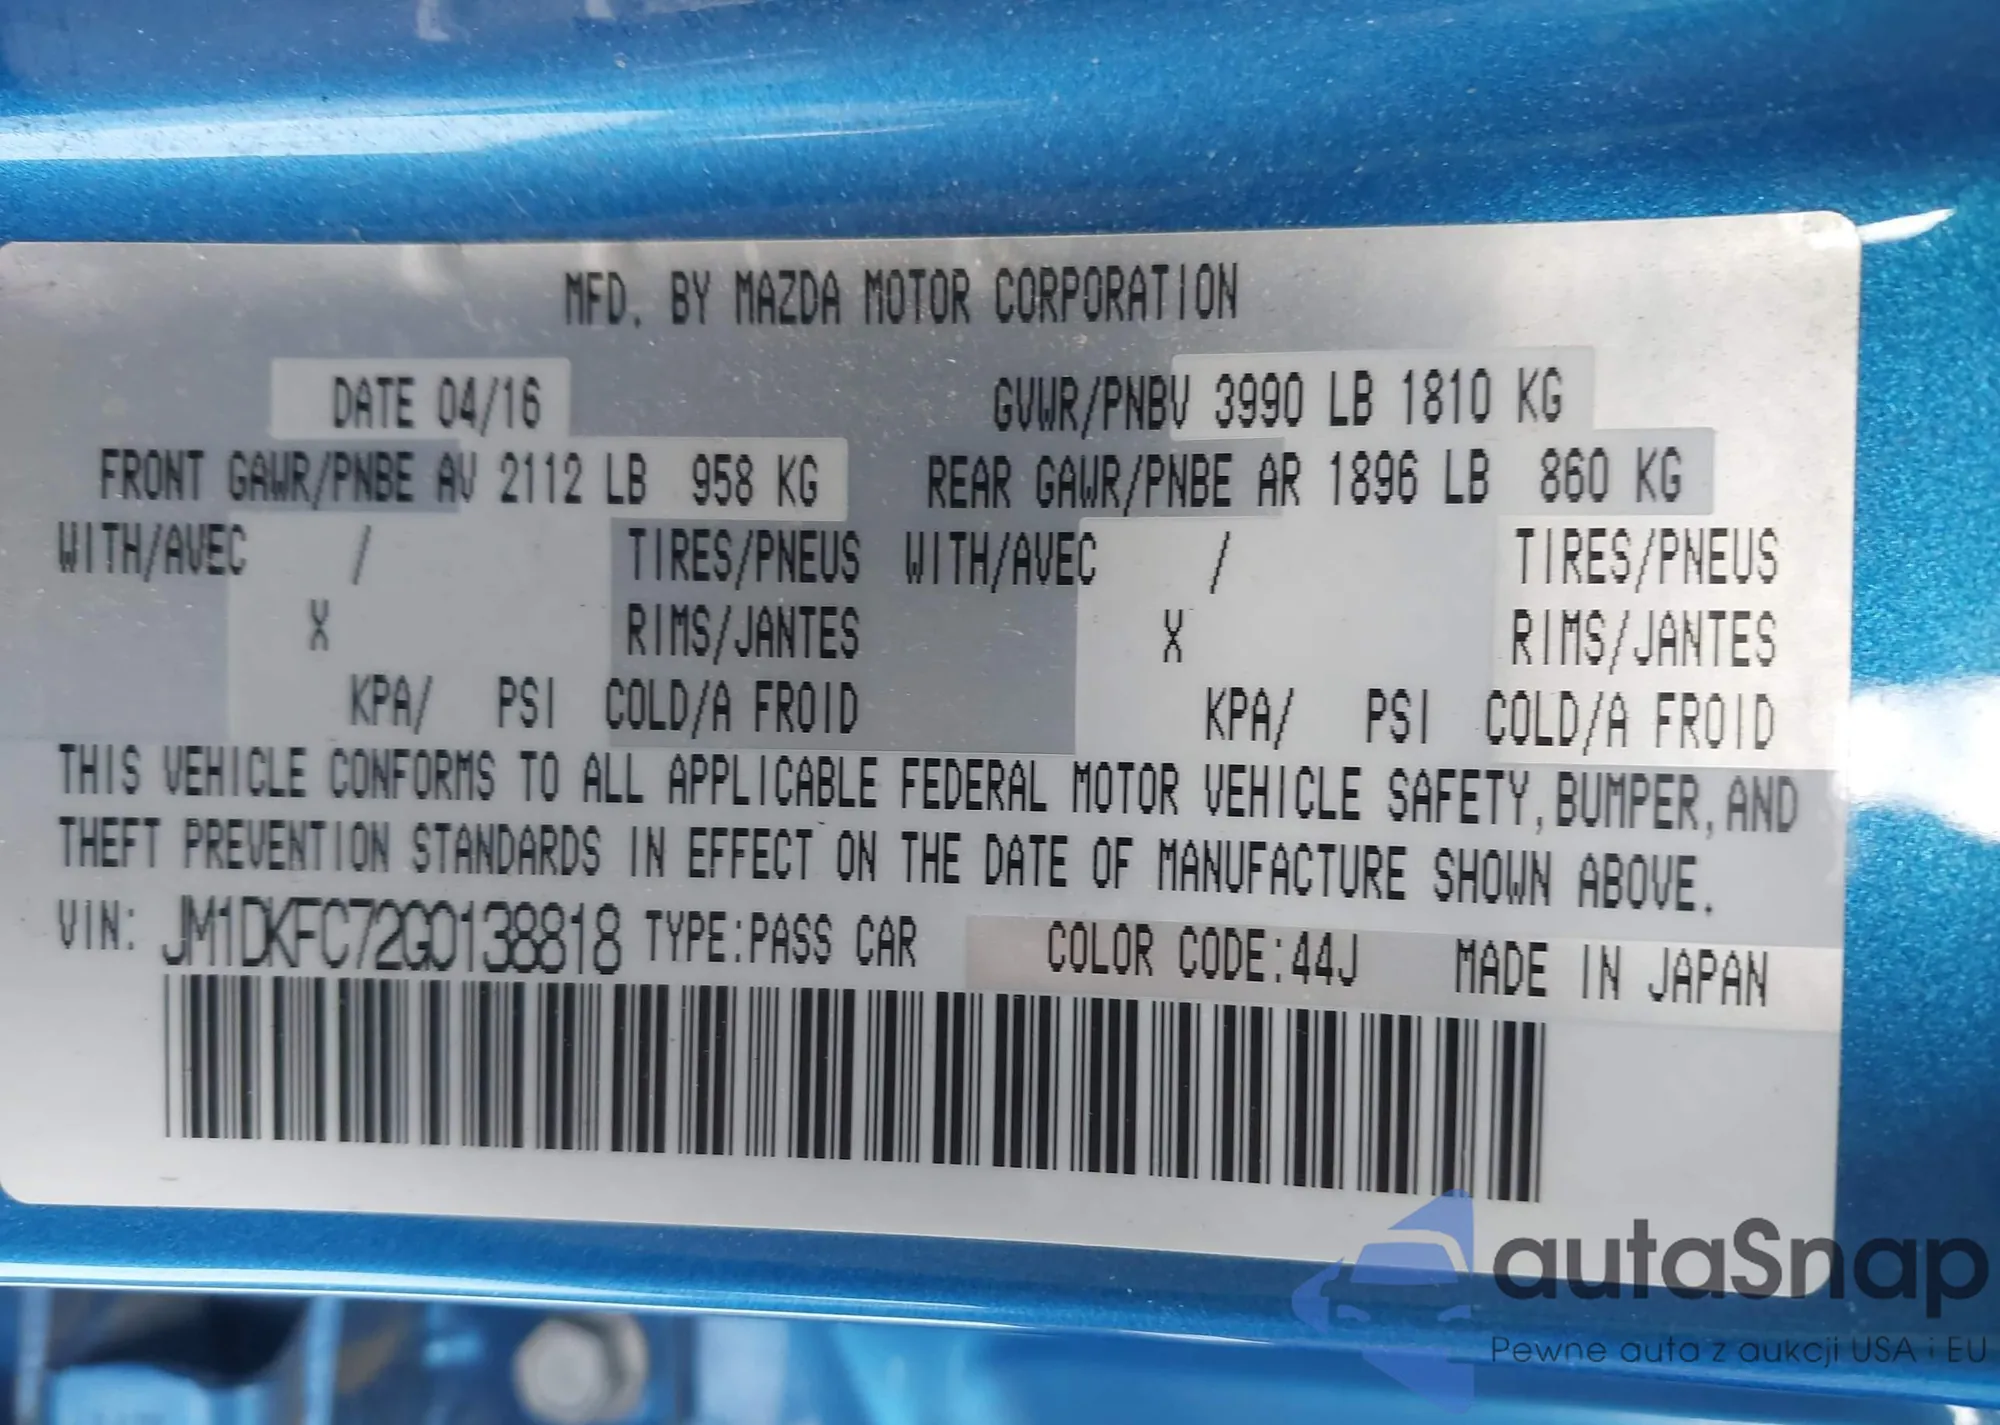 MFD. BY MAZDA MOTOR CORPORATION
DATE 04/16 GVWR/PNBV 3990 LB 1810 KG
FRONT GAWR/PNBE AV 2112 LB 958 KG REAR GAWR/PNBE AR 1896 LB 860 KG
WITH/AVEC / TIRES/PNEUS WITH/AVEC / TIRES/PNEUS
X RIMS/JANTES X RIMS/JANTES
KPA/ PSI COLD/A FROID KPA/ PSI COLD/A FROID
THIS VEHICLE CONFORMS TO ALL APPLICABLE FEDERAL MOTOR VEHICLE SAFETY, BUMPER, AND
THEFT PREVENTION STANDARDS IN EFFECT ON THE DATE OF MANUFACTURE SHOWN ABOVE.
VIN: JM1DKFC72G0138818 TYPE:PASS CAR COLOR CODE:44J MADE IN JAPAN
autaSnap
Pewne auta z aukcji USA i EU